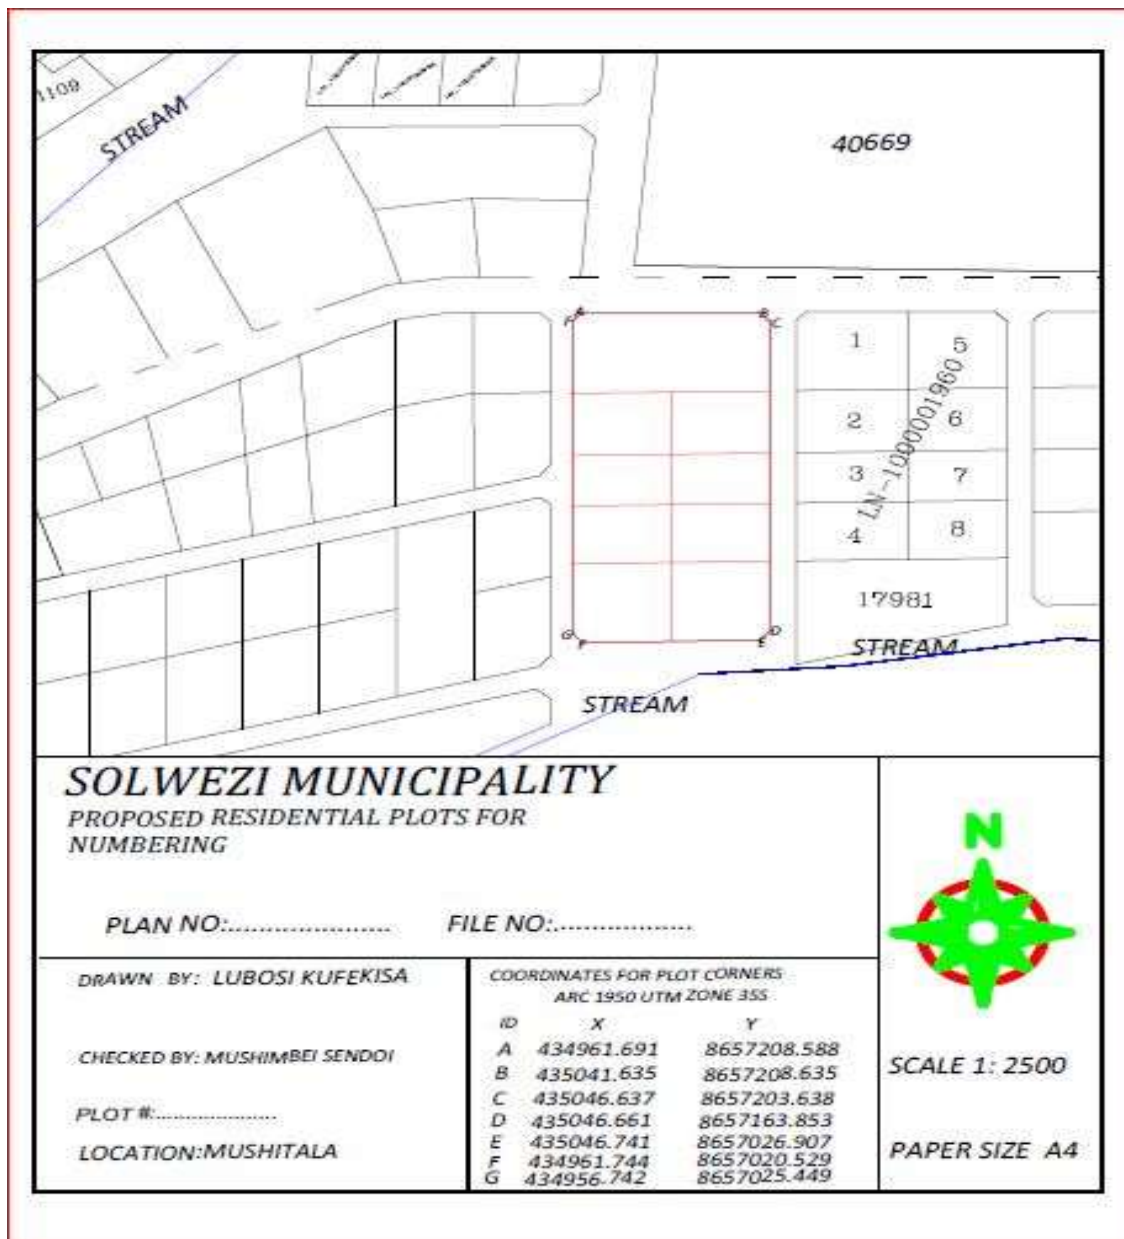 1109
STREAM
40669
A
B
F
C
1
5
2
6
3
7
4
8
LN-1000001960
17981
G
F
D
E
STREAM
STREAM
SOLWEZI MUNICIPALITY
PROPOSED RESIDENTIAL PLOTS FOR
NUMBERING
N
PLAN NO:......................
FILE NO:..................
DRAWN BY: LUBOSI KUFEKISA
CHECKED BY: MUSHIMBEI SENDOI
PLOT #:....................
LOCATION:MUSHITALA
COORDINATES FOR PLOT CORNERS
ARC 1950 UTM ZONE 35S
ID X Y
A 434961.691 8657208.588
B 435041.635 8657208.635
C 435046.637 8657203.638
D 435046.661 8657163.853
E 435046.741 8657026.907
F 434961.744 8657020.529
G 434956.742 8657025.449
SCALE 1: 2500
PAPER SIZE A4